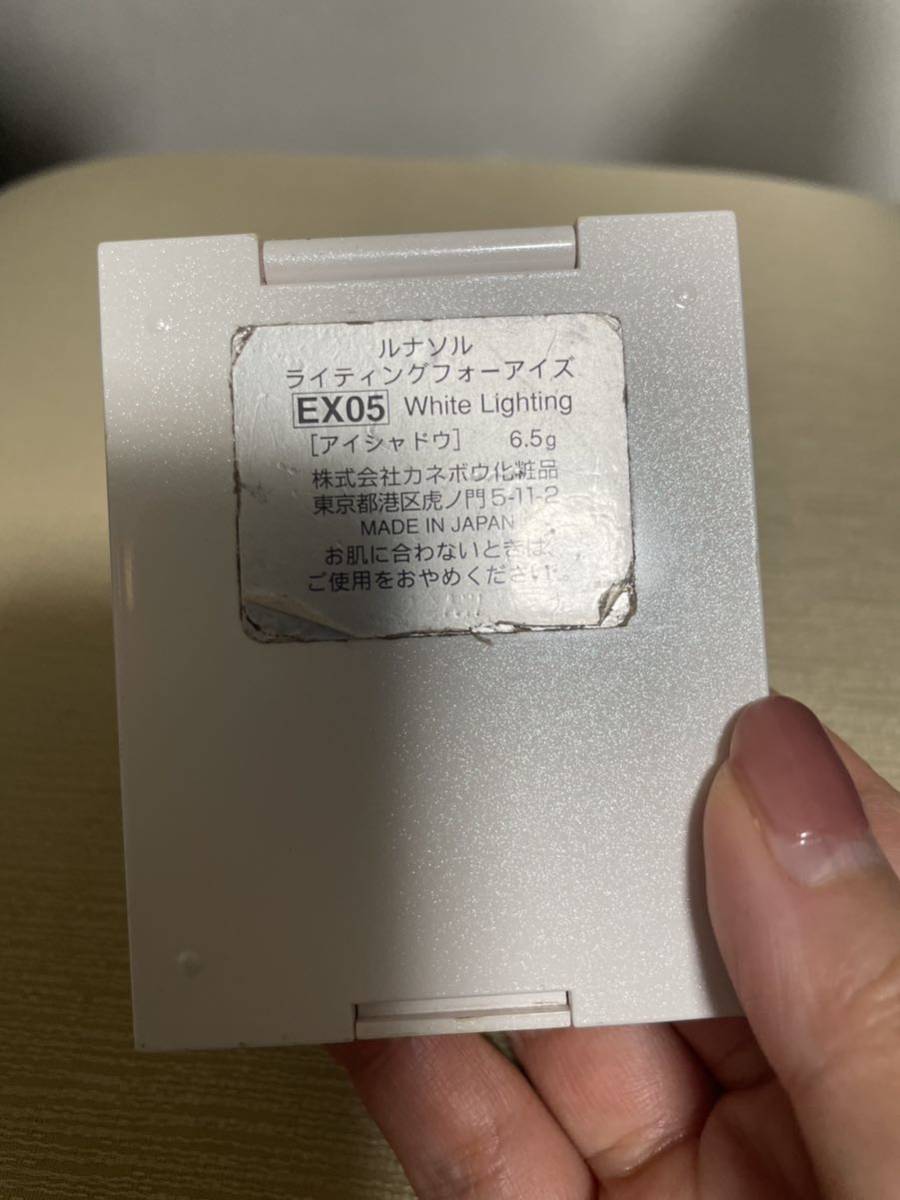 ルナソル
ライティングフォーアイズ
EX05 White Lighting
［アイシャドウ］ 6.5g
株式会社カネボウ化粧品
東京都港区虎ノ門5-11-2
MADE IN JAPAN
お肌に合わないときは、
ご使用をおやめください。